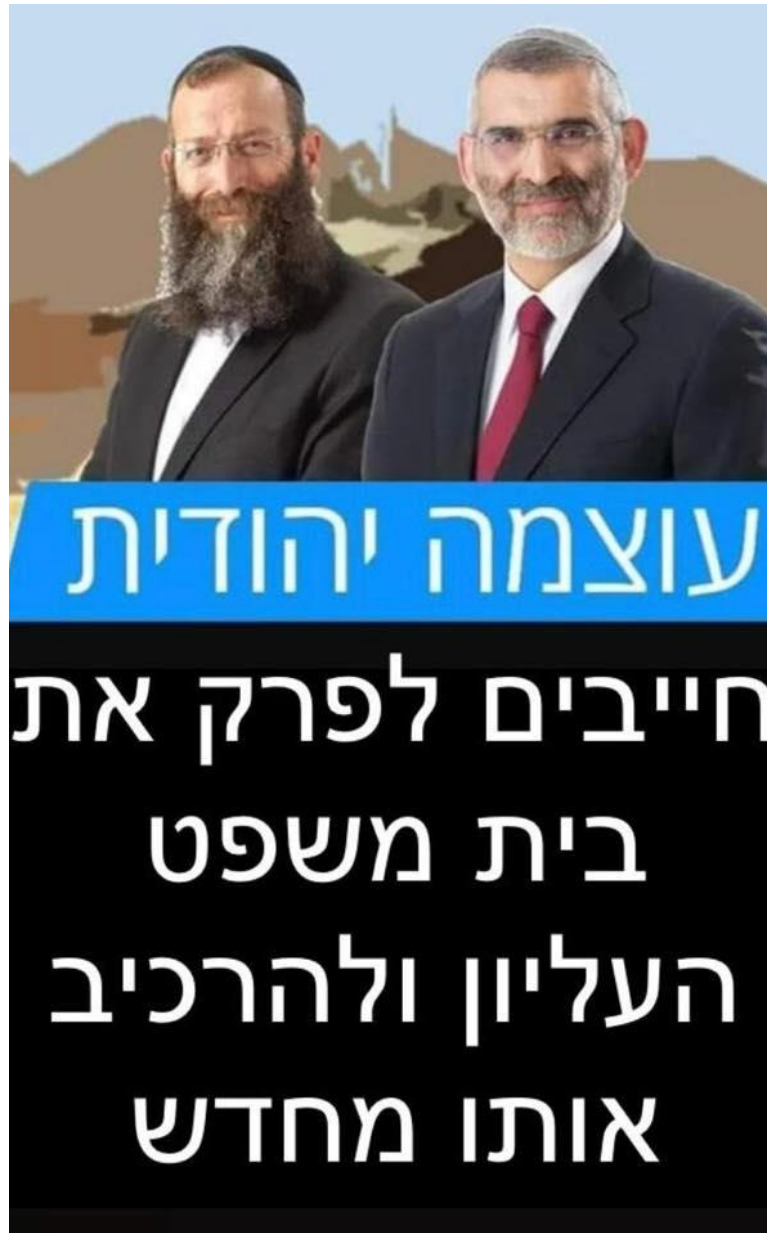 עוצמה יהודית
חייבים לפרק את
בית משפט
העליון ולהרכיב
אותו מחדש